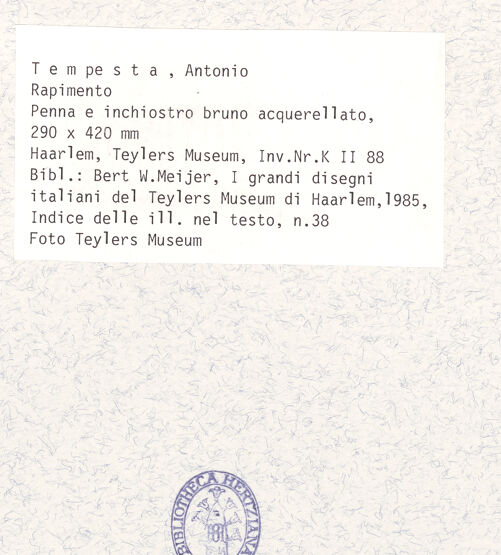 T e m p e s t a , Antonio
Rapimento
Penna e inchiostro bruno acquerellato,
290 x 420 mm
Haarlem, Teylers Museum, Inv.Nr.K II 88
Bibl.: Bert W.Meijer, I grandi disegni
italiani del Teylers Museum di Haarlem,1985,
Indice delle ill. nel testo, n.38
Foto Teylers Museum
BIBLIOTHECA HERTZIANA